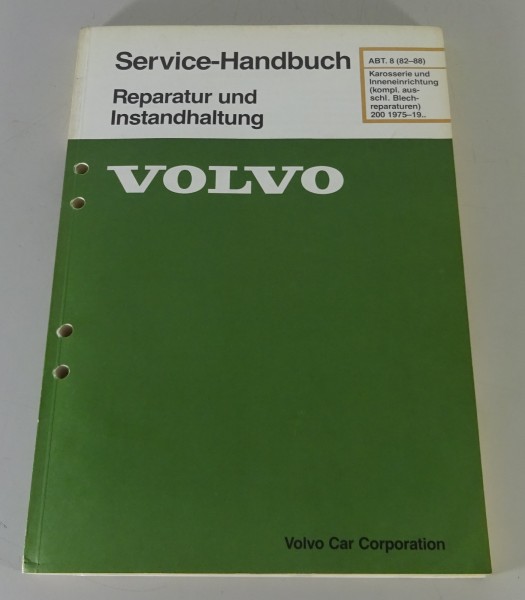 Service-Handbuch
Reparatur und
Instandhaltung
ABT. 8 (82–88)
Karosserie und
Inneneinrichtung
(kompl. aus-
schl. Blech-
reparaturen)
200 1975–19..
VOLVO
Volvo Car Corporation